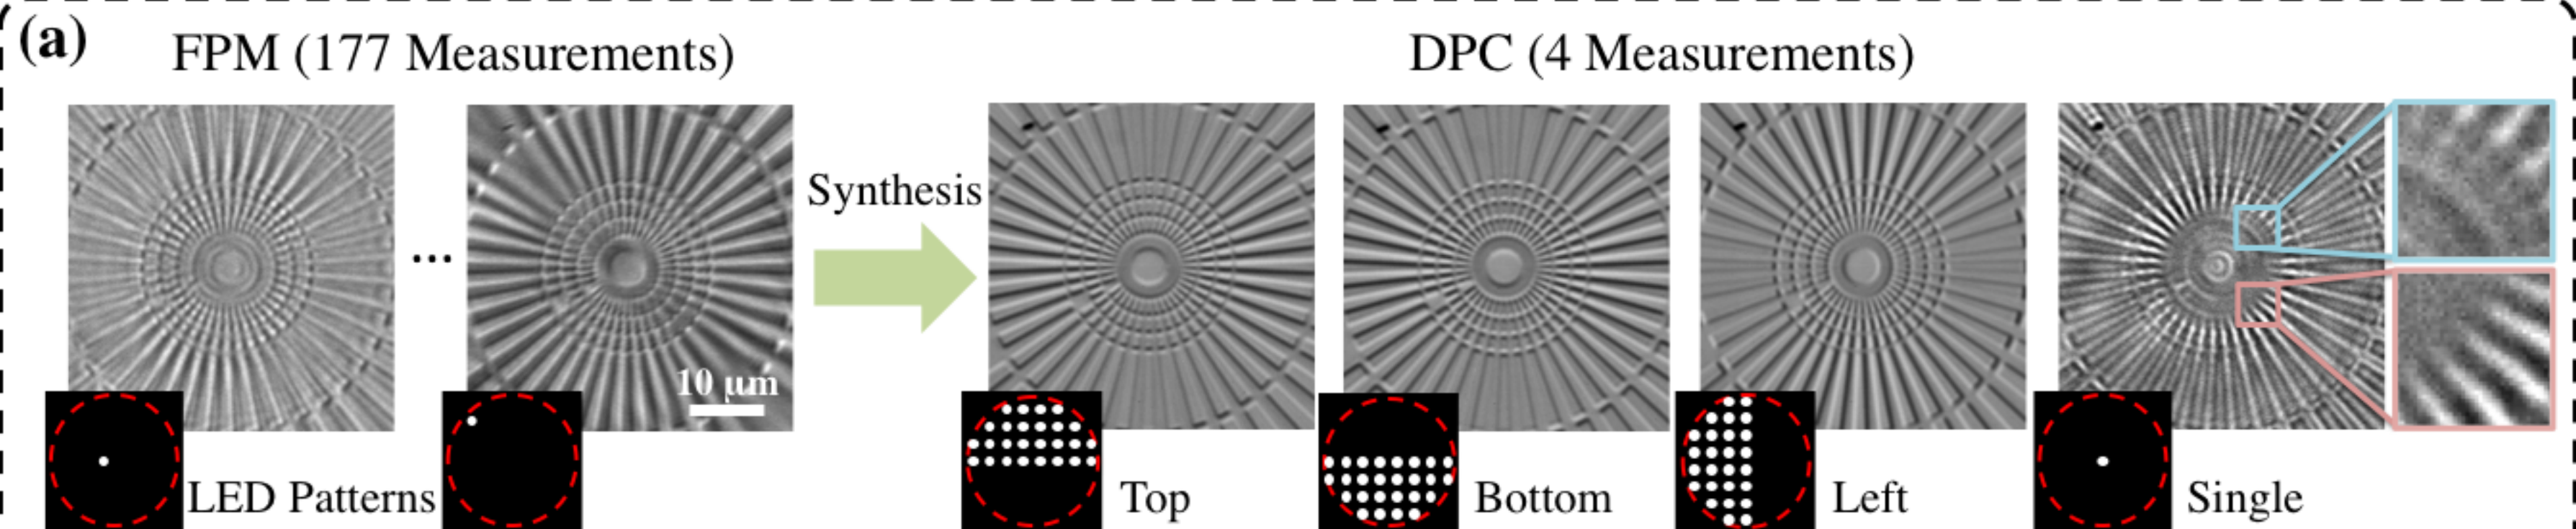 (a)
FPM (177 Measurements)
DPC (4 Measurements)
Synthesis
...
10 μm
LED Patterns
Top
Bottom
Left
Single